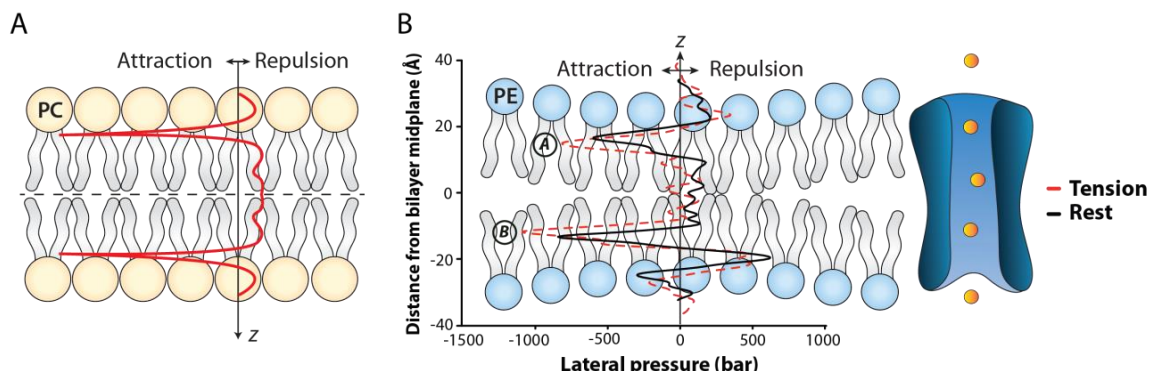 A
Attraction
Repulsion
PC
z
B
Distance from bilayer midplane (Å)
40
20
0
-20
-40
z
Attraction
Repulsion
PE
A
B
-1500
-1000
-500
0
500
1000
Lateral pressure (bar)
Tension
Rest